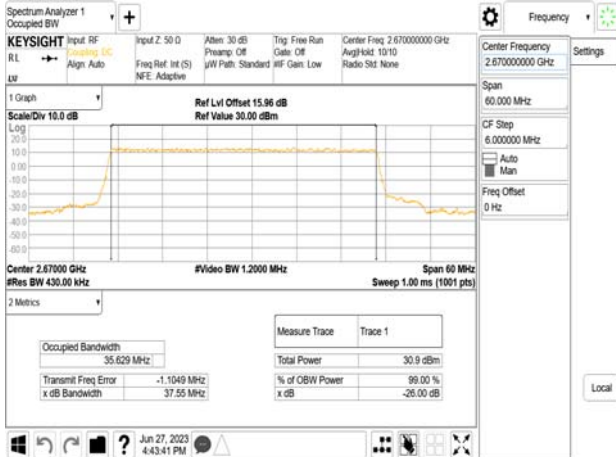 Spectrum Analyzer 1
Occupied BW
+
Frequency
KEYSIGHT
RL
Input: RF
Coupling: DC
Align: Auto
Input Z: 50 Ω
Freq Ref: Int (S)
NFE: Adaptive
Atten: 30 dB
Preamp: Off
µW Path: Standard
Trig: Free Run
Gate: Off
#IF Gain: Low
Center Freq: 2.670000000 GHz
Avg|Hold: 10/10
Radio Std: None
Center Frequency
2.670000000 GHz
Settings
Span
60.000 MHz
CF Step
6.000000 MHz
Auto
Man
Freq Offset
0 Hz
Local
1 Graph
Scale/Div 10.0 dB
Ref Lvl Offset 15.96 dB
Ref Value 30.00 dBm
Log
20.0
10.0
0.00
-10.0
-20.0
-30.0
-40.0
-50.0
-60.0
Center 2.67000 GHz
#Res BW 430.00 kHz
#Video BW 1.2000 MHz
Span 60 MHz
Sweep 1.00 ms (1001 pts)
2 Metrics
Measure Trace Trace 1
Occupied Bandwidth
35.629 MHz
Total Power 30.9 dBm
Transmit Freq Error -1.1049 MHz
% of OBW Power 99.00 %
x dB Bandwidth 37.55 MHz
x dB -26.00 dB
?
Jun 27, 2023
4:43:41 PM